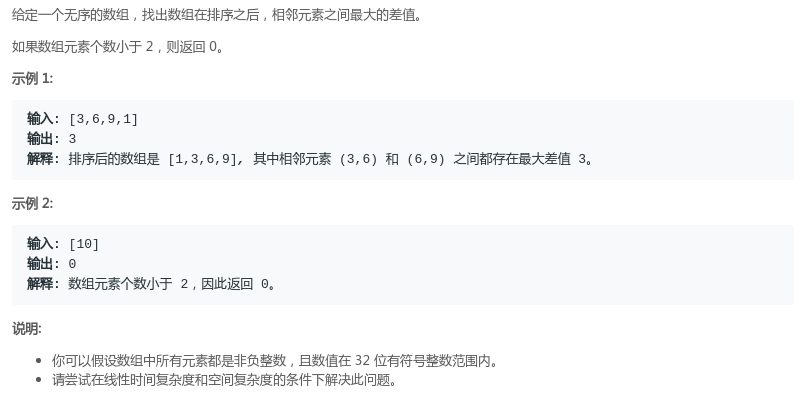 给定一个无序的数组，找出数组在排序之后，相邻元素之间最大的差值。
如果数组元素个数小于 2，则返回 0。
示例 1:
输入: [3,6,9,1]
输出: 3
解释: 排序后的数组是 [1,3,6,9], 其中相邻元素 (3,6) 和 (6,9) 之间都存在最大差值 3。
示例 2:
输入: [10]
输出: 0
解释: 数组元素个数小于 2，因此返回 0。
说明:
• 你可以假设数组中所有元素都是非负整数，且数值在 32 位有符号整数范围内。
• 请尝试在线性时间复杂度和空间复杂度的条件下解决此问题。